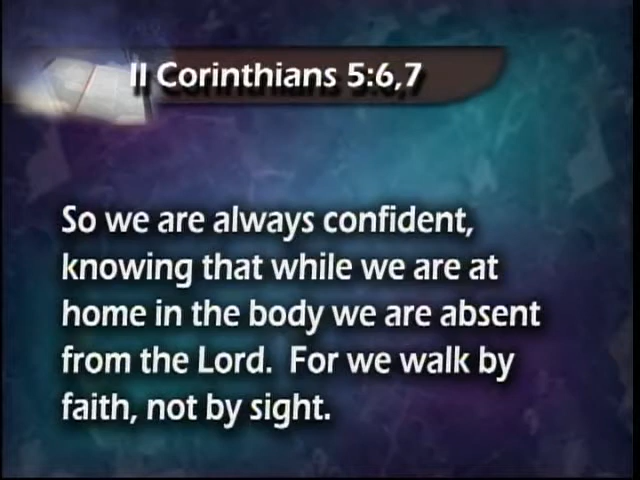 II Corinthians 5:6,7
So we are always confident,
knowing that while we are at
home in the body we are absent
from the Lord.  For we walk by
faith, not by sight.